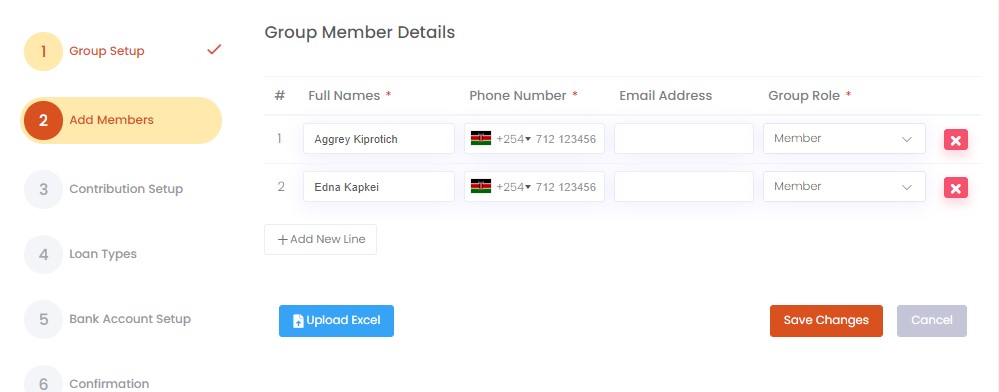 1 Group Setup
2 Add Members
3 Contribution Setup
4 Loan Types
5 Bank Account Setup
6 Confirmation
Group Member Details
# Full Names * Phone Number * Email Address Group Role *
1 Aggrey Kiprotich +254 712 123456 Member
2 Edna Kapkei +254 712 123456 Member
+ Add New Line
Upload Excel Save Changes Cancel